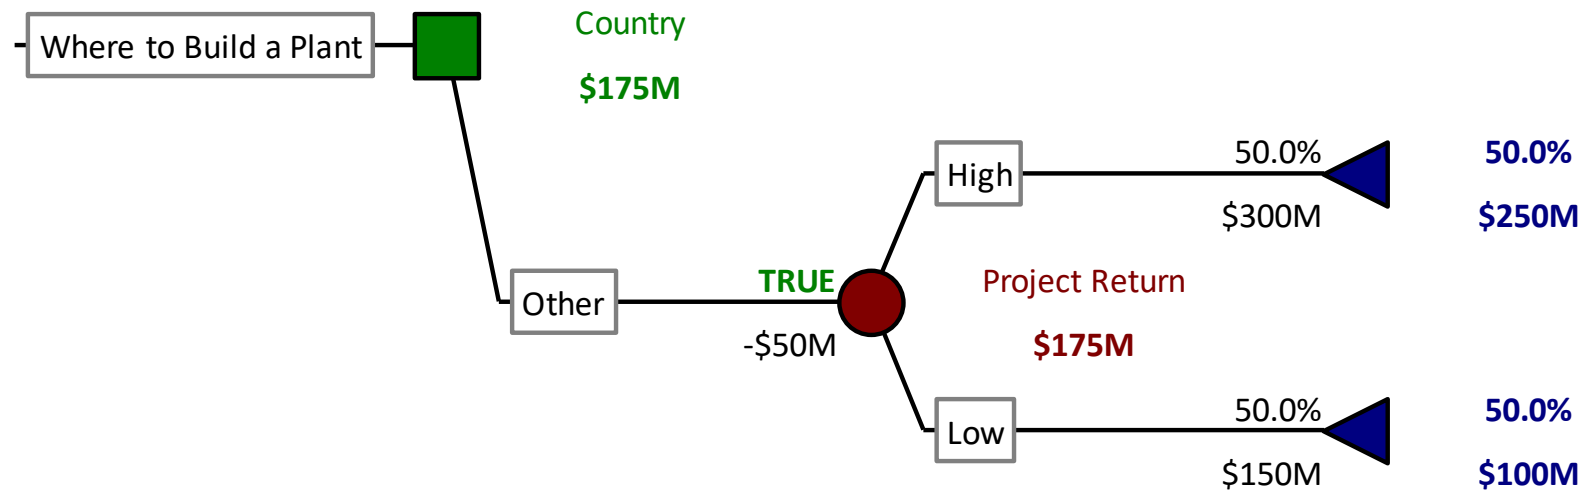 Where to Build a Plant
Country
$175M
High
50.0%
$300M
50.0%
$250M
Other
TRUE
-$50M
Project Return
$175M
Low
50.0%
$150M
50.0%
$100M